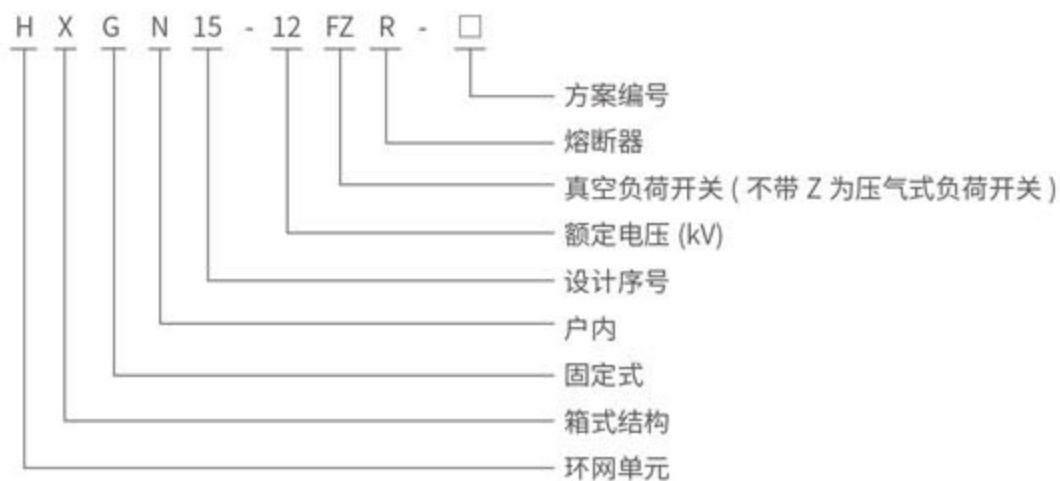 H X G N 15 - 12 FZ R - □
方案编号
熔断器
真空负荷开关 ( 不带 Z 为压气式负荷开关 )
额定电压 (kV)
设计序号
户内
固定式
箱式结构
环网单元